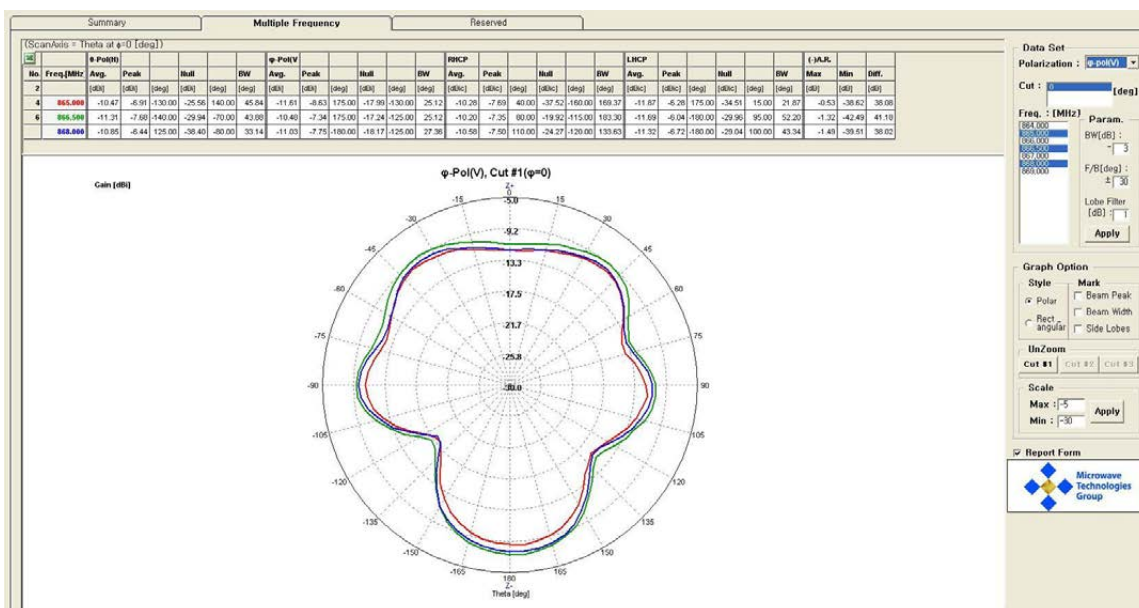 Summary Multiple Frequency Reserved
(ScanAxis = Theta at ϕ=0 [deg])
θ-Pol(H) φ-Pol(V RHCP LHCP (-)A.R.
No. Freq.[MHz Avg. Peak Null BW Avg. Peak Null BW Avg. Peak Null BW Avg. Peak Null BW Max Min Diff.
2 [dBi] [dBi] [deg] [dBi] [deg] [deg] [dBi] [dBi] [deg] [dBi] [deg] [deg] [dBic] [dBic] [deg] [dBic] [deg] [deg] [dBic] [dBic] [deg] [dBic] [deg] [deg] [dB] [dB] [dB]
4 865.000 -10.47 -6.91 -130.00 -25.56 140.00 45.84 -11.61 -8.63 175.00 -17.99 -130.00 25.12 -10.28 -7.69 40.00 -37.52 -160.00 169.37 -11.87 -6.28 175.00 -34.51 15.00 21.87 -0.53 -38.62 38.08
6 866.500 -11.31 -7.68 -140.00 -29.94 -70.00 43.88 -10.48 -7.34 175.00 -17.24 -125.00 25.12 -10.20 -7.35 80.00 -19.92 -115.00 183.30 -11.69 -6.04 -180.00 -29.96 95.00 52.20 -1.32 -42.49 41.18
868.000 -10.85 -6.44 125.00 -38.40 -80.00 33.14 -11.03 -7.75 -180.00 -18.17 -125.00 27.36 -10.58 -7.50 110.00 -24.27 -120.00 133.63 -11.32 -6.72 -180.00 -29.04 100.00 43.34 -1.49 -39.51 38.02
φ-Pol(V), Cut #1(φ=0)
Gain [dBi]
Z+
0
-5.0
-15 15
-30 30
-9.2
-45 45
-13.3
-60 60
-17.5
-75 75
-21.7
-25.8
-90 -30.0 90
-105 105
-120 120
-135 135
-150 150
-165 165
180
Z-
Theta [deg]
Data Set
Polarization : φ-pol(V)
Cut : 0 [deg]
Freq. : [MHz]
864,000
865,000
866,000
866,500
867,000
868,000
869,000
Param.
BW[dB] :
- 3
F/B[deg] :
± 30
Lobe Filter
[dB] : 1
Apply
Graph Option
Style Mark
Polar Beam Peak
Rect - angular Beam Width
Side Lobes
UnZoom
Cut #1 Cut #2 Cut #3
Scale
Max : -5
Min : -30
Apply
Report Form
Microwave
Technologies
Group